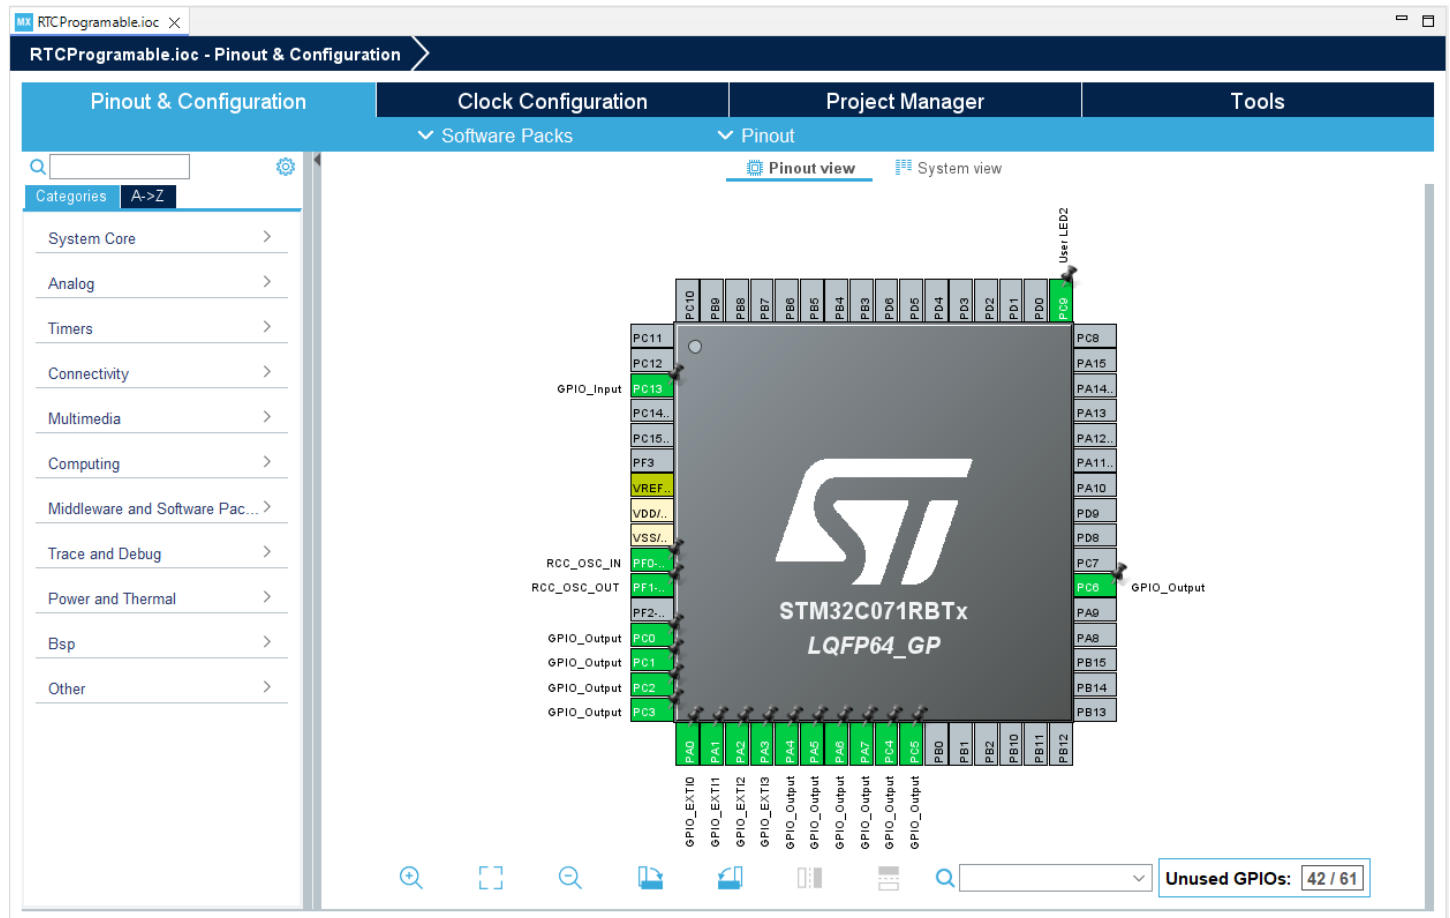 MX RTCProgramable.ioc
RTCProgramable.ioc - Pinout & Configuration
Pinout & Configuration
Clock Configuration
Project Manager
Tools
Software Packs
Pinout
Pinout view
System view
Categories
A->Z
System Core
Analog
Timers
Connectivity
Multimedia
Computing
Middleware and Software Pac...
Trace and Debug
Power and Thermal
Bsp
Other
User LED2
PC10
PB9
PB8
PB7
PB6
PB5
PB4
PB3
PD6
PD5
PD4
PD3
PD2
PD1
PD0
PC9
PC11
PC12
GPIO_Input PC13
PC14..
PC15..
PF3
VREF..
VDD/..
VSS/..
RCC_OSC_IN PF0-..
RCC_OSC_OUT PF1-..
PF2-..
GPIO_Output PC0
GPIO_Output PC1
GPIO_Output PC2
GPIO_Output PC3
ST
STM32C071RBTx
LQFP64_GP
PC8
PA15
PA14..
PA13
PA12..
PA11..
PA10
PD9
PD8
PC7
PC6 GPIO_Output
PA9
PA8
PB15
PB14
PB13
PA0
PA1
PA2
PA3
PA4
PA5
PA6
PA7
PC4
PC5
PB0
PB1
PB2
PB10
PB11
PB12
GPIO_EXTI0
GPIO_EXTI1
GPIO_EXTI2
GPIO_EXTI3
GPIO_Output
GPIO_Output
GPIO_Output
GPIO_Output
GPIO_Output
GPIO_Output
Unused GPIOs: 42 / 61